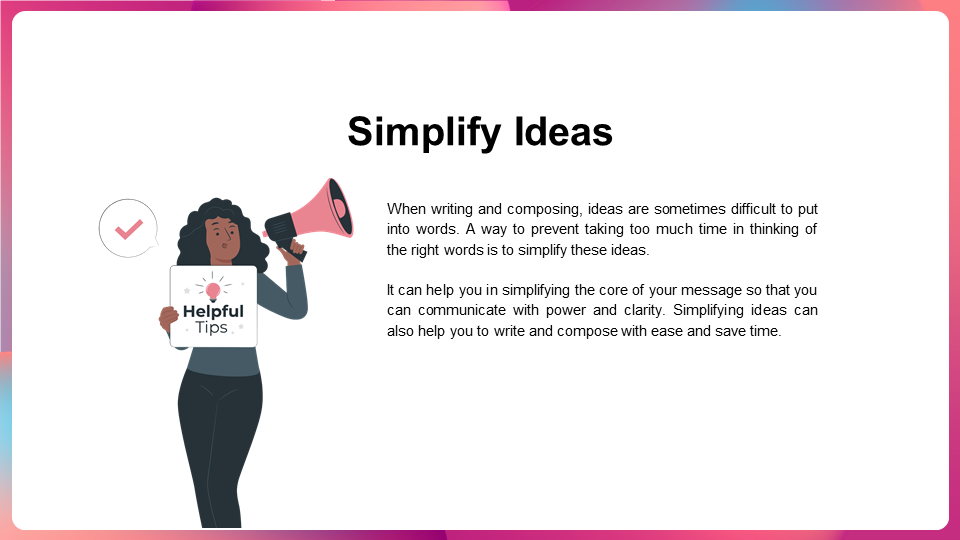 Simplify Ideas
When writing and composing, ideas are sometimes difficult to put
into words. A way to prevent taking too much time in thinking of
the right words is to simplify these ideas.
It can help you in simplifying the core of your message so that you
can communicate with power and clarity. Simplifying ideas can
also help you to write and compose with ease and save time.
Helpful
Tips